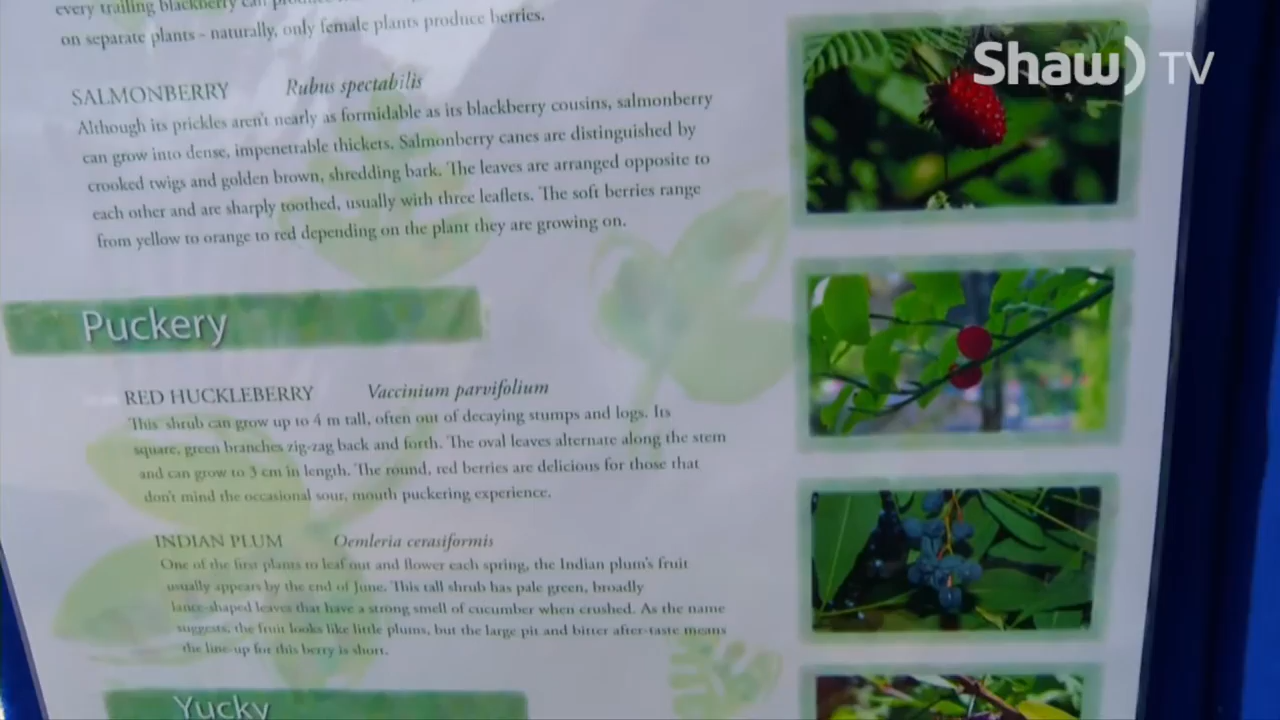 every trailing blackberry can produce
on separate plants – naturally, only female plants produce berries.
SALMONBERRY Rubus spectabilis
Although its prickles aren't nearly as formidable as its blackberry cousins, salmonberry
can grow into dense, impenetrable thickets. Salmonberry canes are distinguished by
crooked twigs and golden brown, shredding bark. The leaves are arranged opposite to
each other and are sharply toothed, usually with three leaflets. The soft berries range
from yellow to orange to red depending on the plant they are growing on.
Puckery
RED HUCKLEBERRY Vaccinium parvifolium
This shrub can grow up to 4 m tall, often out of decaying stumps and logs. Its
square, green branches zig-zag back and forth. The oval leaves alternate along the stem
and can grow to 3 cm in length. The round, red berries are delicious for those that
don't mind the occasional sour, mouth puckering experience.
INDIAN PLUM Oemleria cerasiformis
One of the first plants to leaf out and flower each spring, the Indian plum's fruit
usually appears by the end of June. This tall shrub has pale green, broadly
lance-shaped leaves that have a strong smell of cucumber when crushed. As the name
suggests, the fruit looks like little plums, but the large pit and bitter after-taste means
the line-up for this berry is short.
Yucky
Shaw) TV